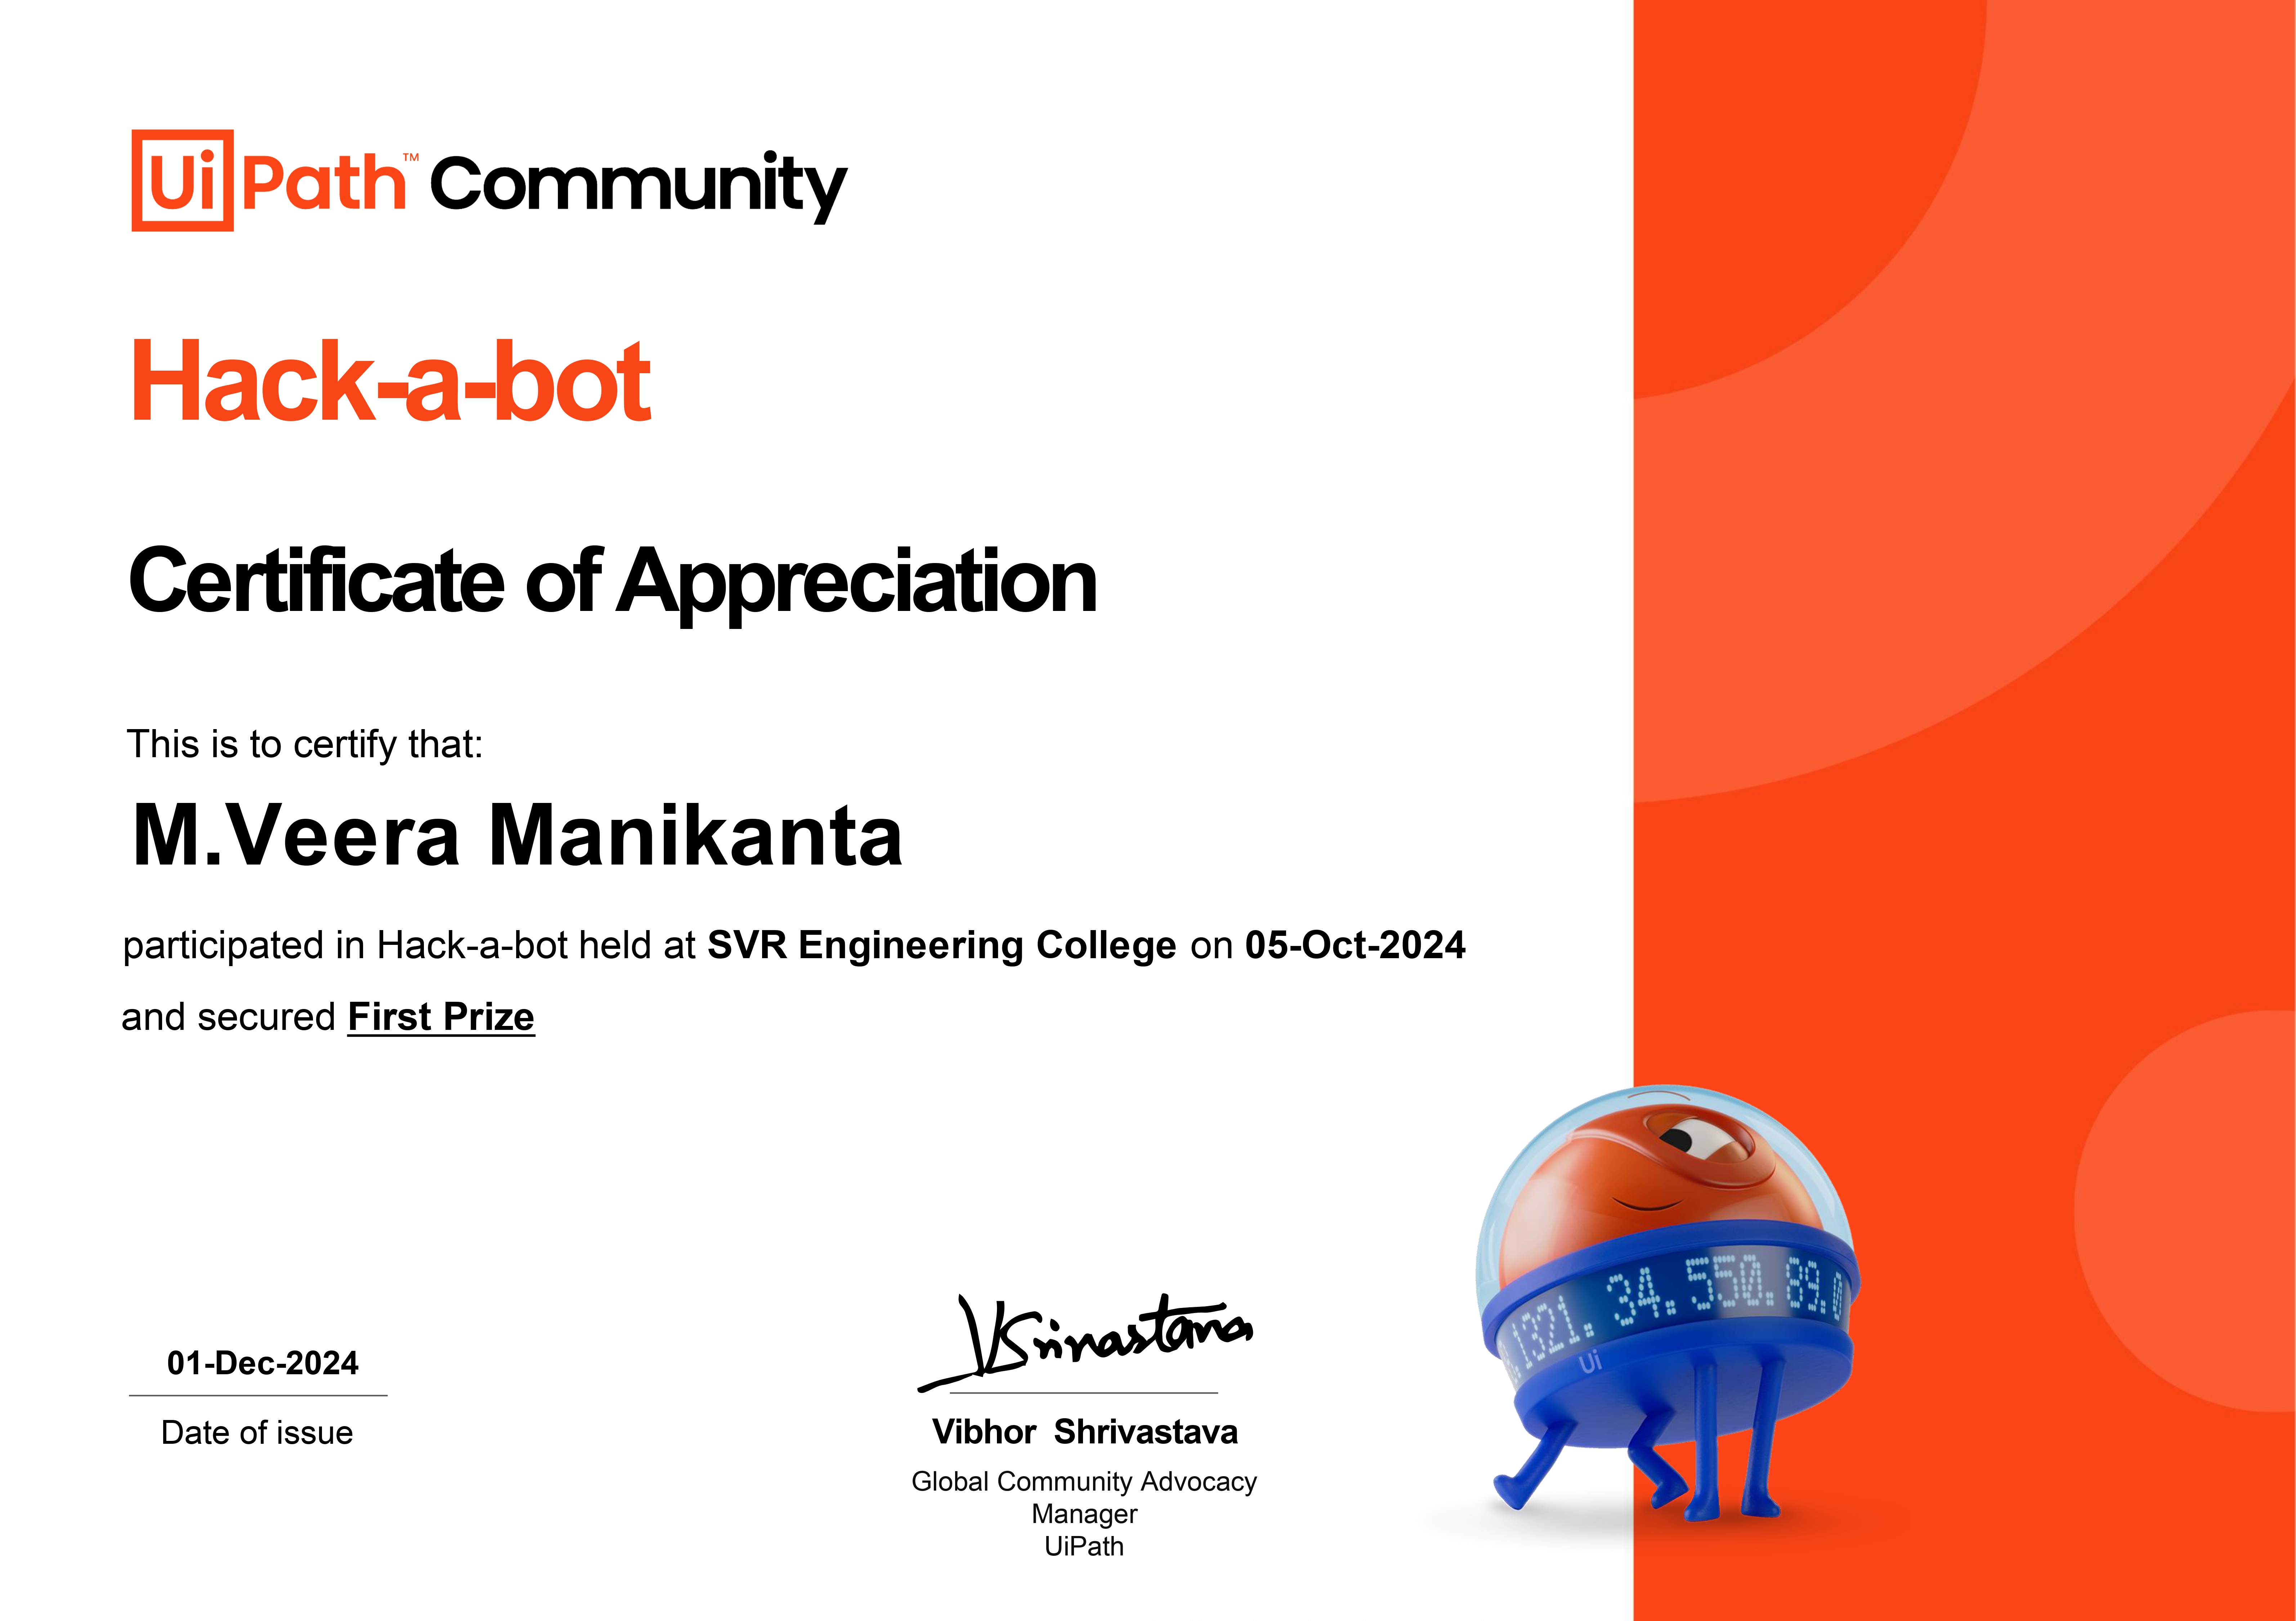 UiPath™ Community
Hack-a-bot
Certificate of Appreciation
This is to certify that:
M.Veera Manikanta
participated in Hack-a-bot held at SVR Engineering College on 05-Oct-2024
and secured First Prize
01-Dec-2024
Date of issue
VSrivastava
Vibhor Shrivastava
Global Community Advocacy
Manager
UiPath
1321. 34. 550. 89.0
Ui